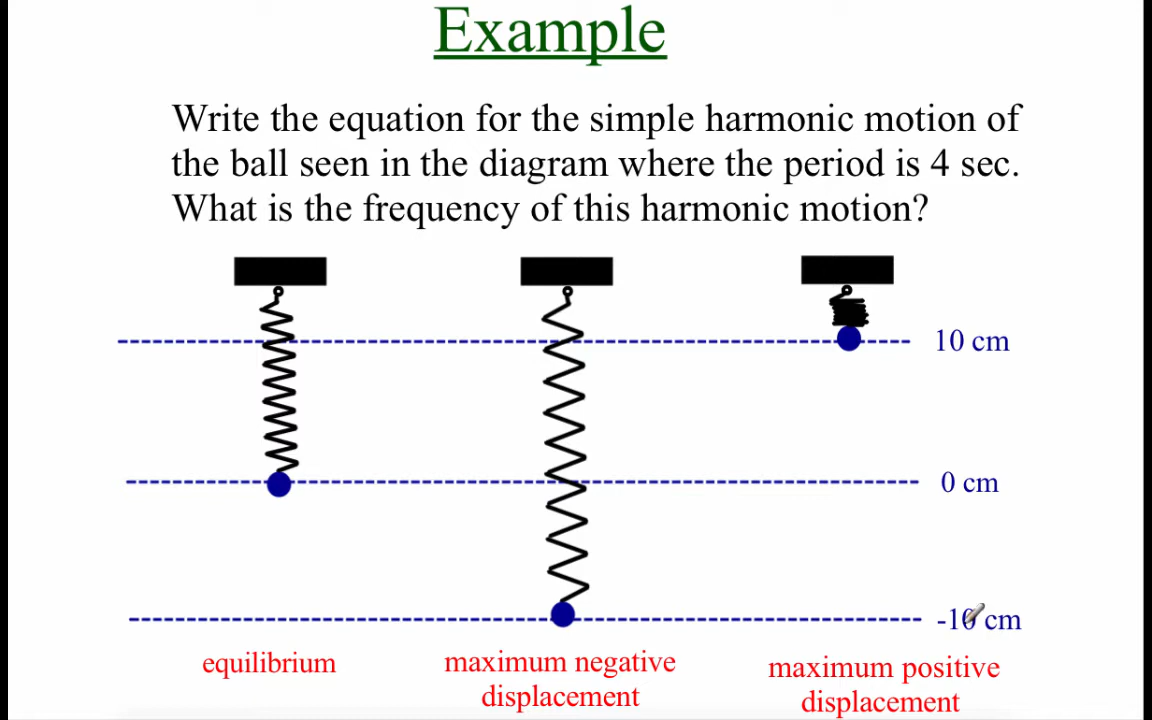 Example
Write the equation for the simple harmonic motion of
the ball seen in the diagram where the period is 4 sec.
What is the frequency of this harmonic motion?
10 cm
0 cm
-10 cm
equilibrium
maximum negative
displacement
maximum positive
displacement